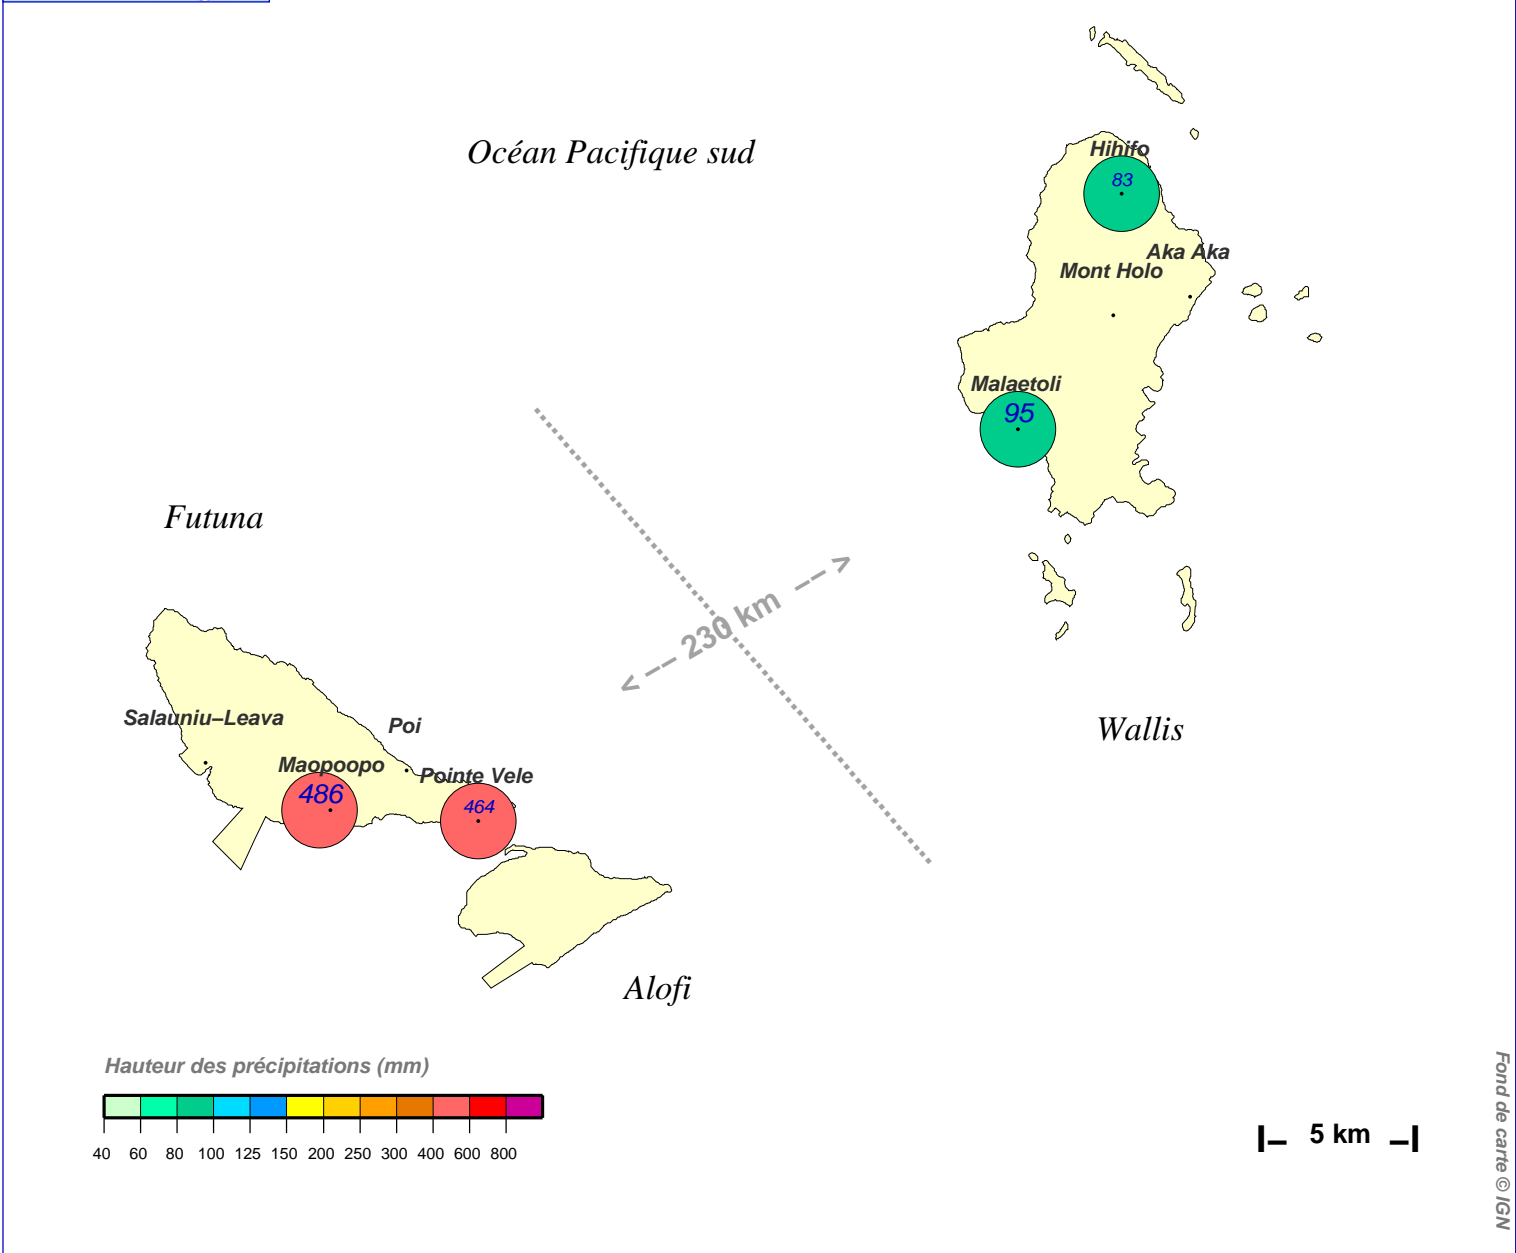 Océan Pacifique sud
Hihifo
83
Aka Aka
Mont Holo
Malaetoli
95
Futuna
230 km
Salauniu–Leava
Poi
Wallis
Maopoopo
Pointe Vele
486
464
Alofi
Hauteur des précipitations (mm)
40 60 80 100 125 150 200 250 300 400 600 800
5 km
Fond de carte © IGN